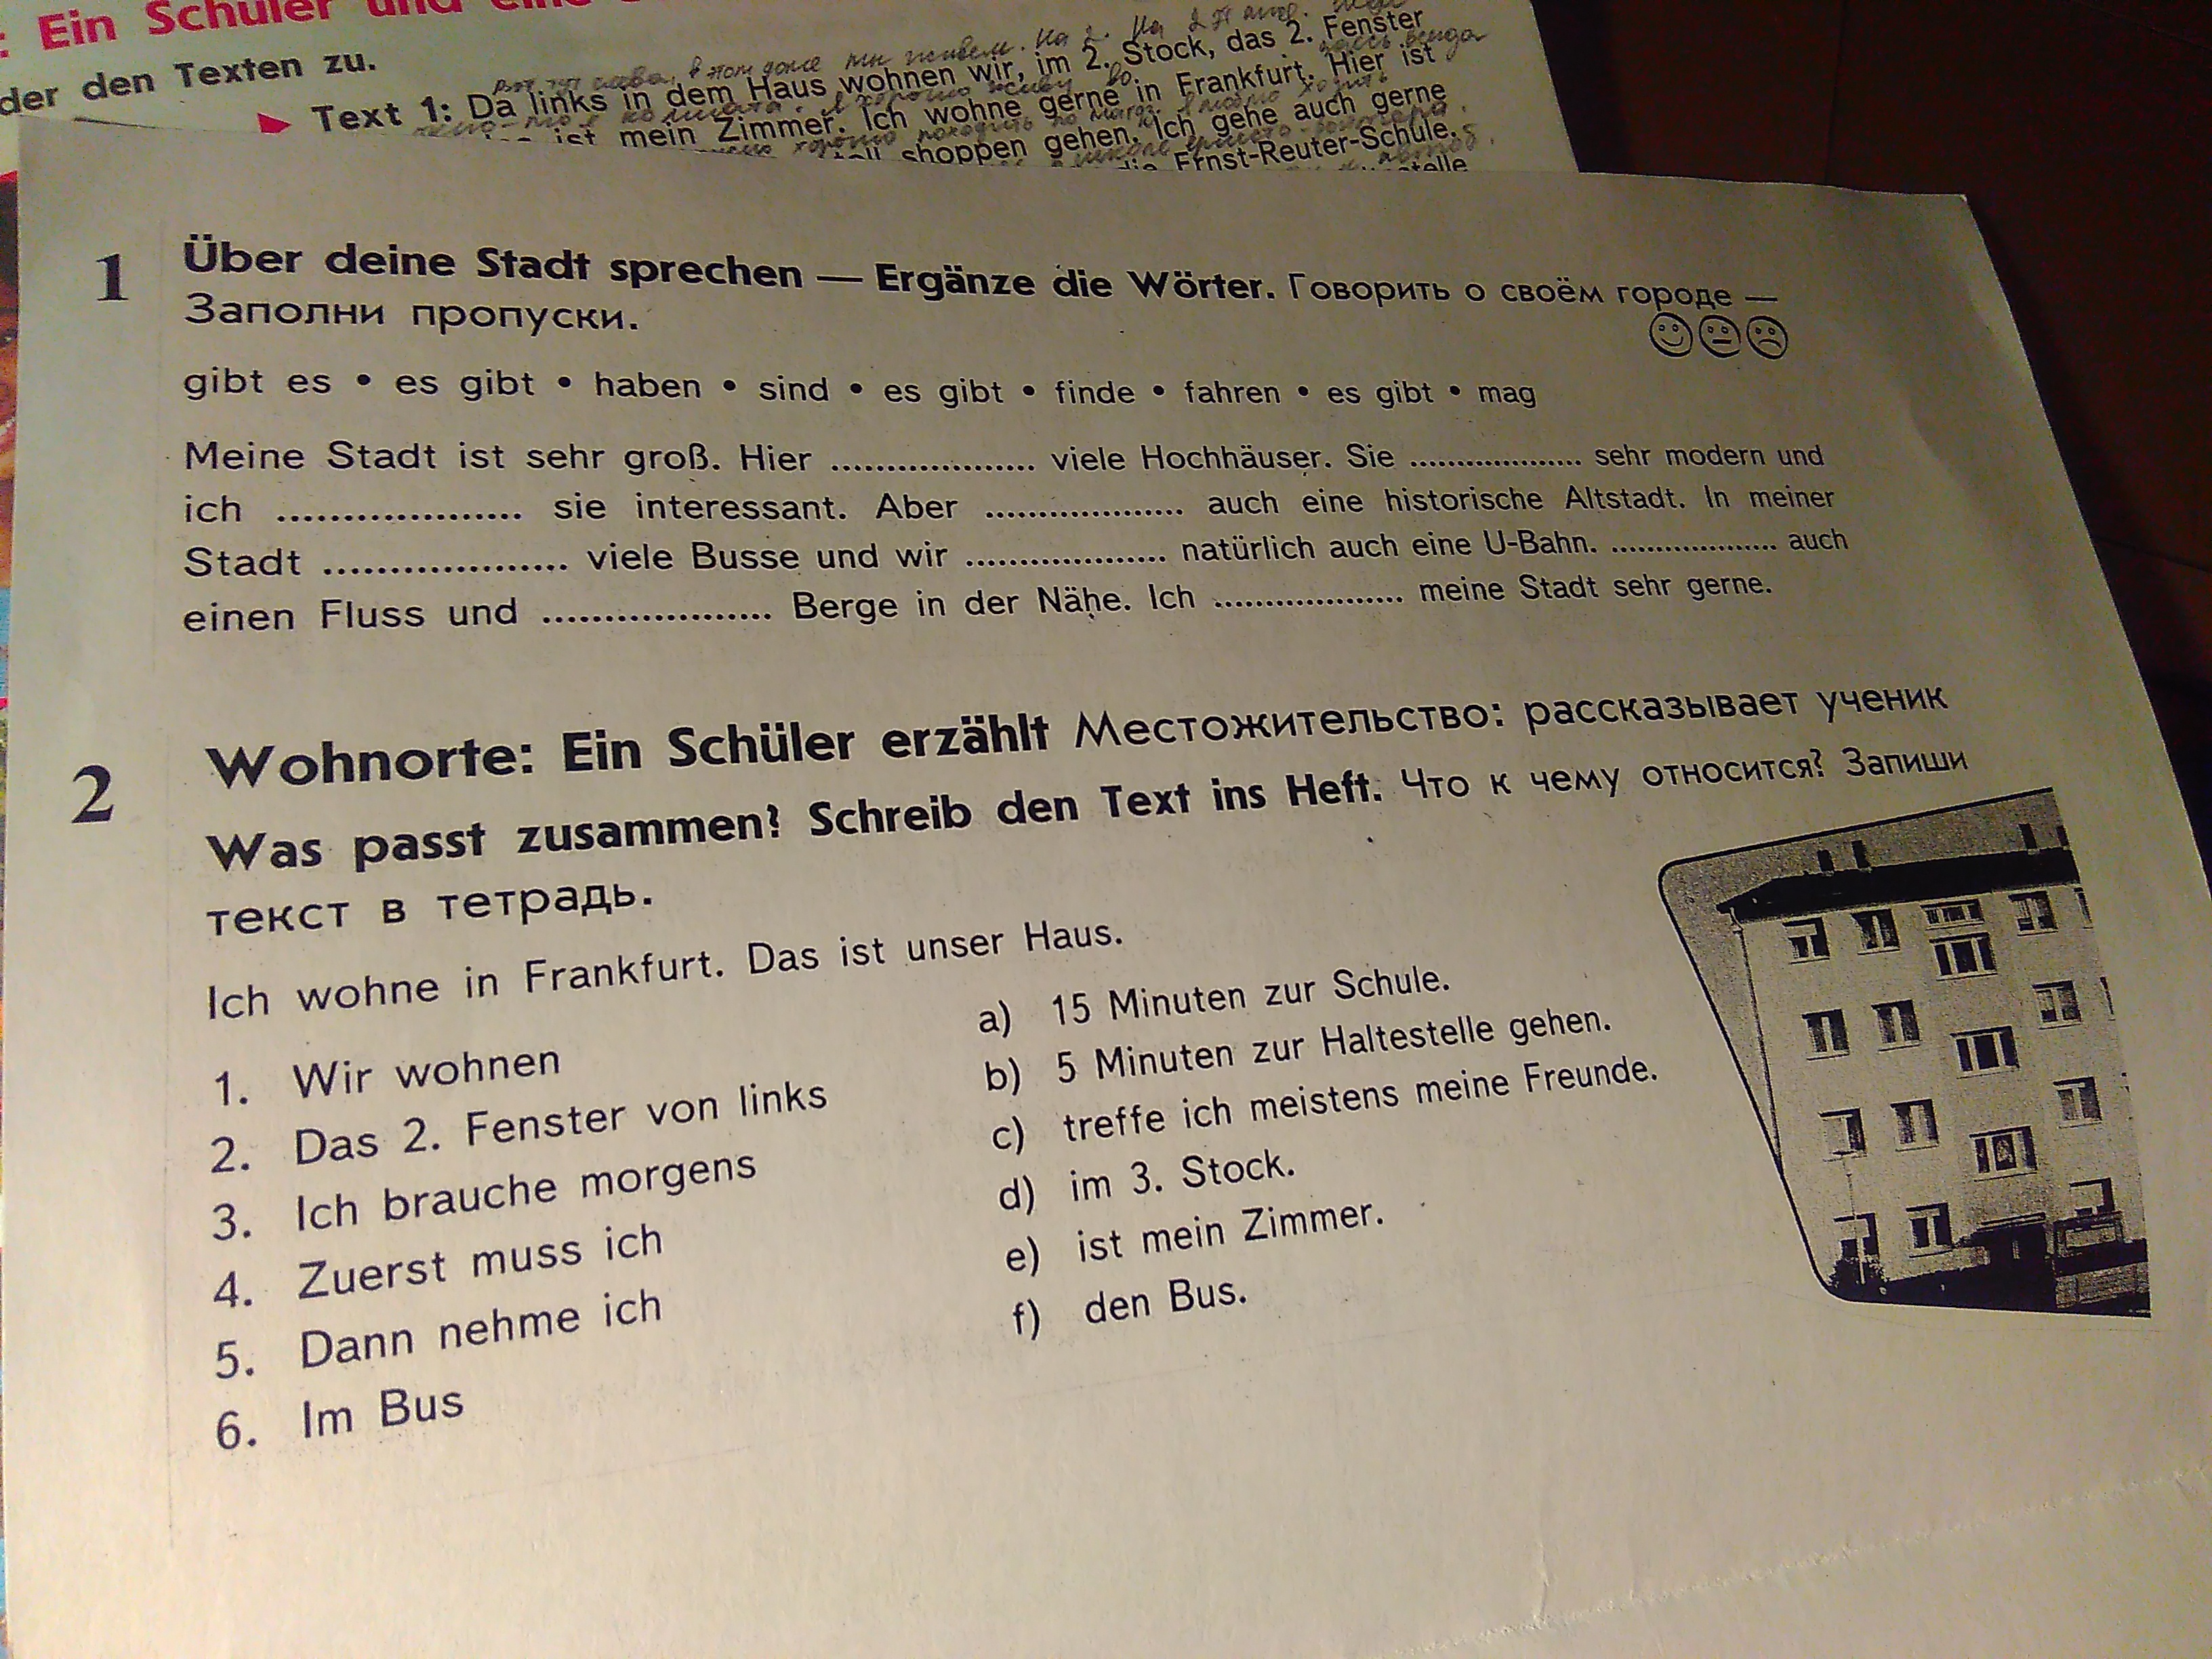 : Ein Schüler und eine
der den Texten zu.
Text 1: Da links in dem Haus wohnen wir, im 2. Stock, das 2. Fenster
ist mein Zimmer. Ich wohne gerne in Frankfurt. Hier ist
shoppen gehen. Ich gehe auch gerne
die Ernst-Reuter-Schule.
1 Über deine Stadt sprechen — Ergänze die Wörter. Говорить о своём городе —
Заполни пропуски.
gibt es • es gibt • haben • sind • es gibt • finde • fahren • es gibt • mag
Meine Stadt ist sehr groß. Hier .................... viele Hochhäuser. Sie .................... sehr modern und
ich .................... sie interessant. Aber .................... auch eine historische Altstadt. In meiner
Stadt .................... viele Busse und wir .................... natürlich auch eine U-Bahn. .................... auch
einen Fluss und .................... Berge in der Nähe. Ich .................... meine Stadt sehr gerne.
2 Wohnorte: Ein Schüler erzählt Местожительство: рассказывает ученик
Was passt zusammen? Schreib den Text ins Heft. Что к чему относится? Запиши
текст в тетрадь.
Ich wohne in Frankfurt. Das ist unser Haus.
1. Wir wohnen
2. Das 2. Fenster von links
3. Ich brauche morgens
4. Zuerst muss ich
5. Dann nehme ich
6. Im Bus
a) 15 Minuten zur Schule.
b) 5 Minuten zur Haltestelle gehen.
c) treffe ich meistens meine Freunde.
d) im 3. Stock.
e) ist mein Zimmer.
f) den Bus.